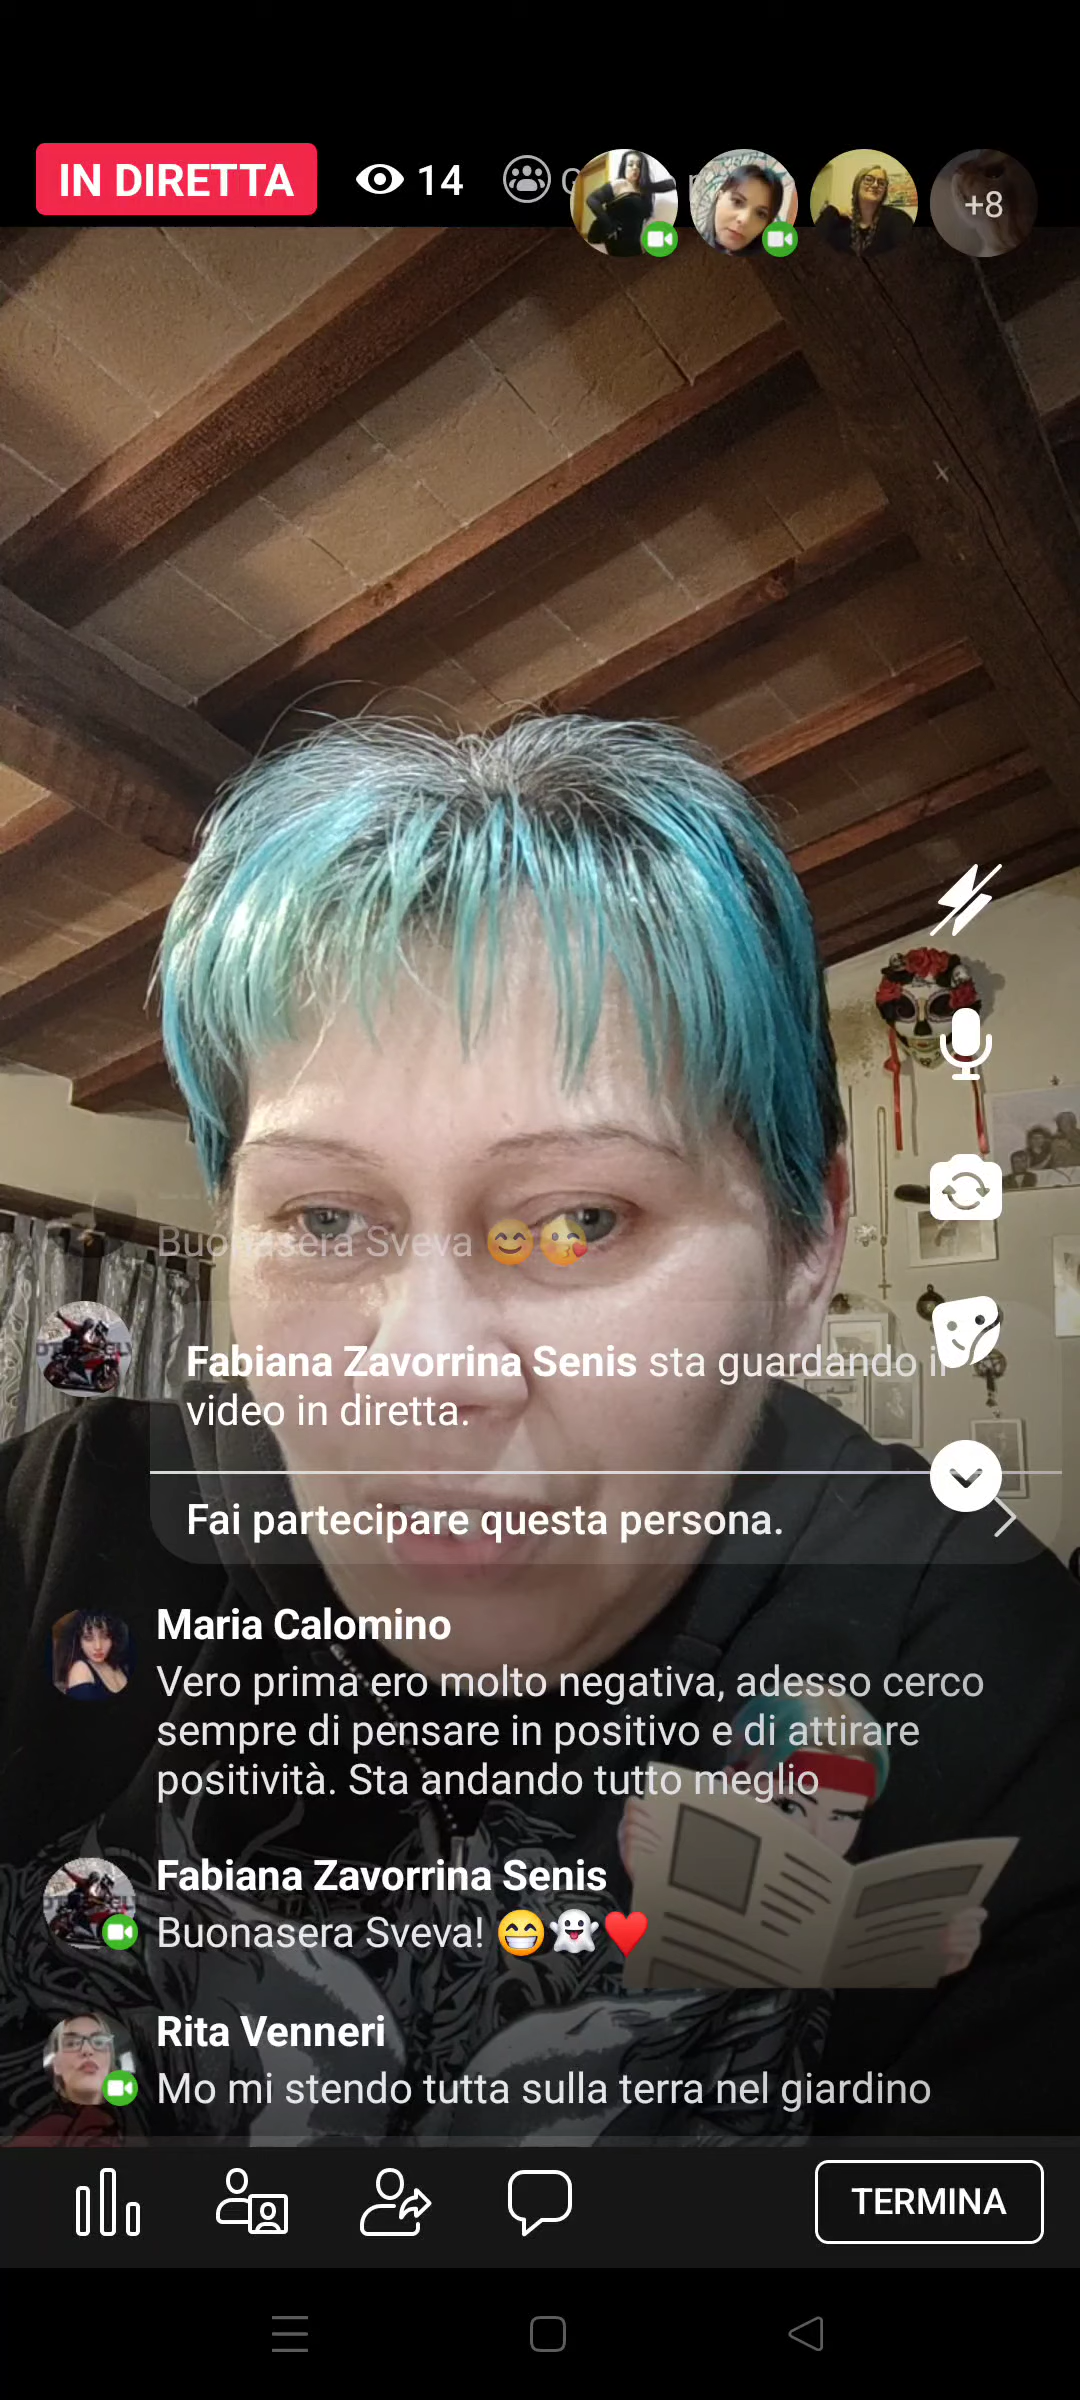 IN DIRETTA
14
+8
Buonasera Sveva 😊😘
Fabiana Zavorrina Senis sta guardando il
video in diretta.
Fai partecipare questa persona.
Maria Calomino
Vero prima ero molto negativa, adesso cerco
sempre di pensare in positivo e di attirare
positività. Sta andando tutto meglio
Fabiana Zavorrina Senis
Buonasera Sveva! 😁👻❤️
Rita Venneri
Mo mi stendo tutta sulla terra nel giardino
TERMINA